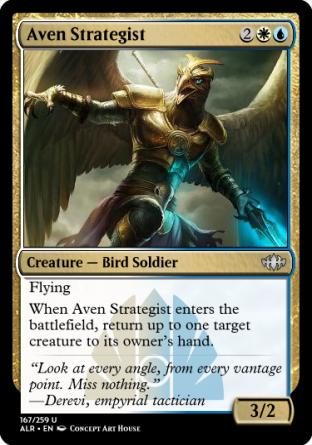 Aven Strategist 2
Creature — Bird Soldier
Flying
When Aven Strategist enters the
battlefield, return up to one target
creature to its owner's hand.
“Look at every angle, from every vantage
point. Miss nothing.”
—Derevi, empyrial tactician
3/2
167/259 U
ALR • EN Concept Art House